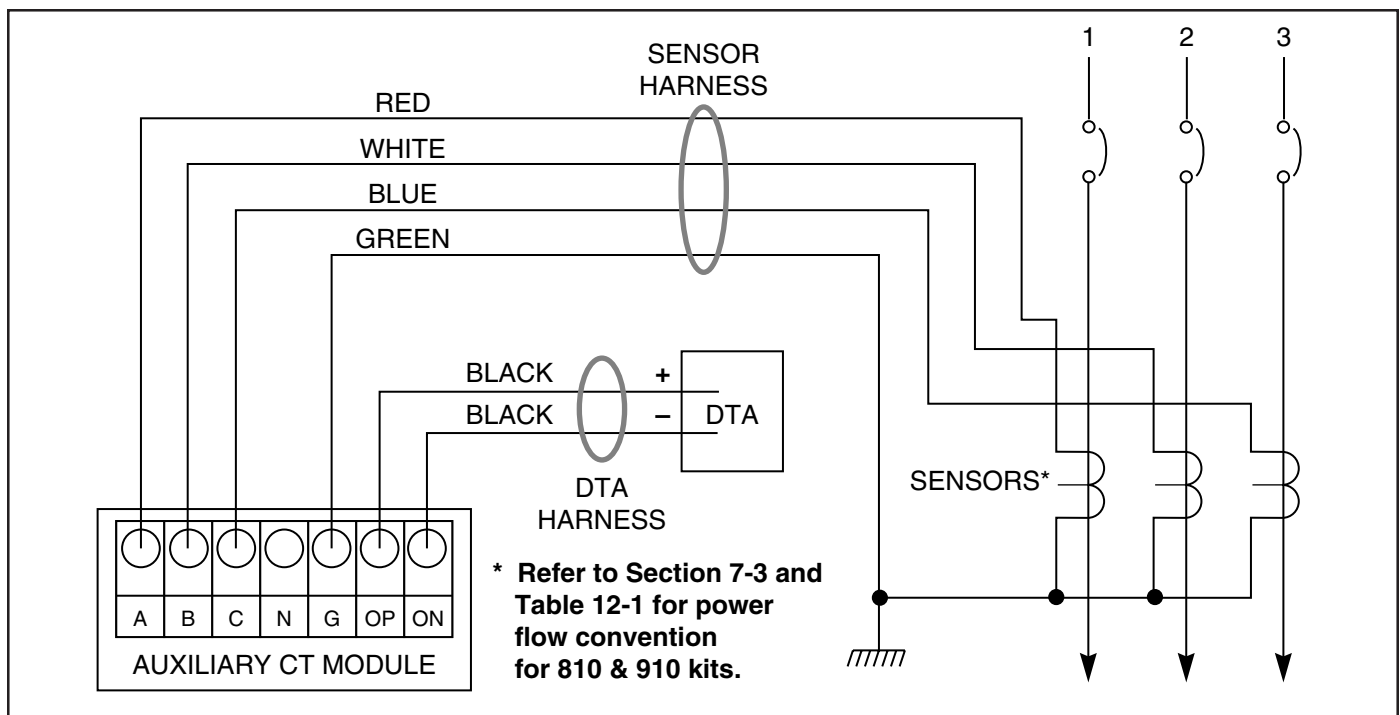 1 2 3
SENSOR
HARNESS
RED
WHITE
BLUE
GREEN
BLACK +
BLACK – DTA
DTA
HARNESS
SENSORS*
A B C N G OP ON
AUXILIARY CT MODULE
* Refer to Section 7-3 and
Table 12-1 for power
flow convention
for 810 & 910 kits.